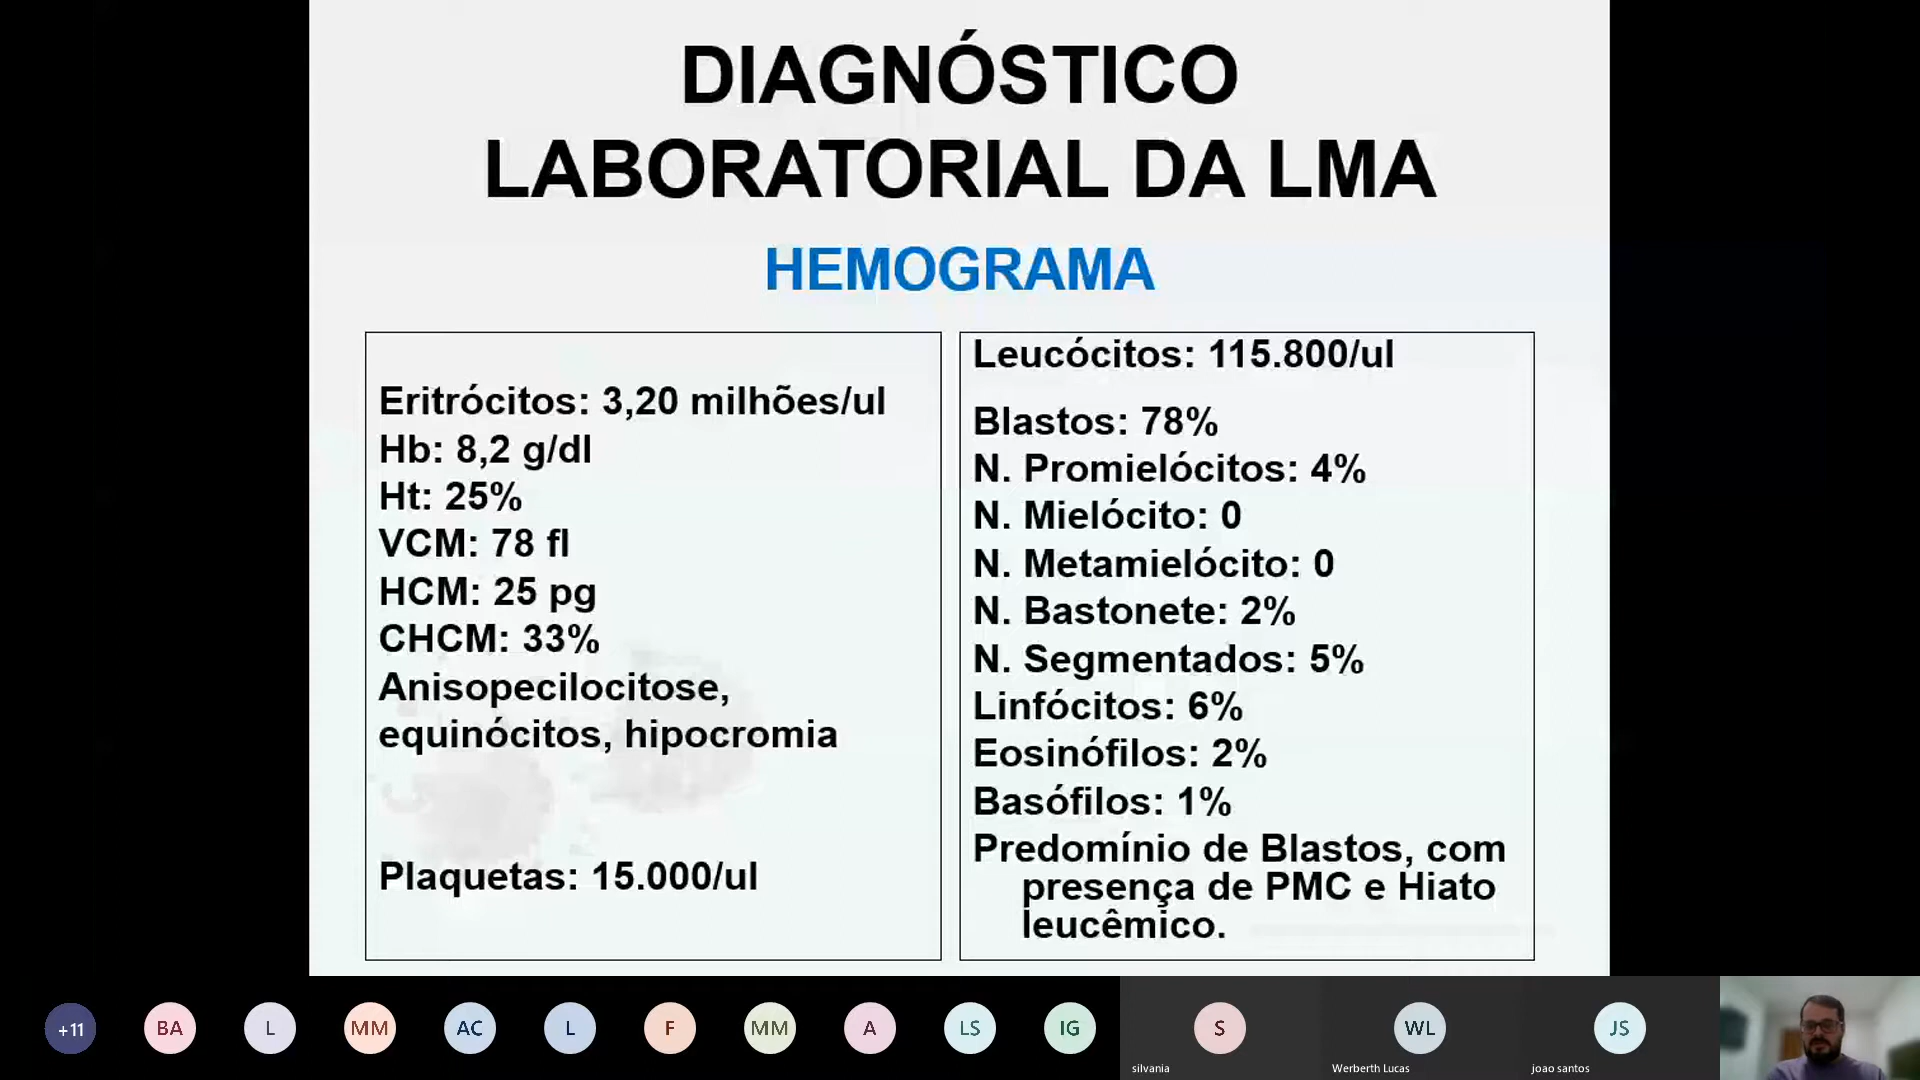 DIAGNÓSTICO
LABORATORIAL DA LMA
HEMOGRAMA
Eritrócitos: 3,20 milhões/ul
Hb: 8,2 g/dl
Ht: 25%
VCM: 78 fl
HCM: 25 pg
CHCM: 33%
Anisopecilocitose,
equinócitos, hipocromia
Plaquetas: 15.000/ul
Leucócitos: 115.800/ul
Blastos: 78%
N. Promielócitos: 4%
N. Mielócito: 0
N. Metamielócito: 0
N. Bastonete: 2%
N. Segmentados: 5%
Linfócitos: 6%
Eosinófilos: 2%
Basófilos: 1%
Predomínio de Blastos, com
presença de PMC e Hiato
leucêmico.
+11 BA L MM AC L F MM A LS IG S WL JS
silvania Werberth Lucas joao santos